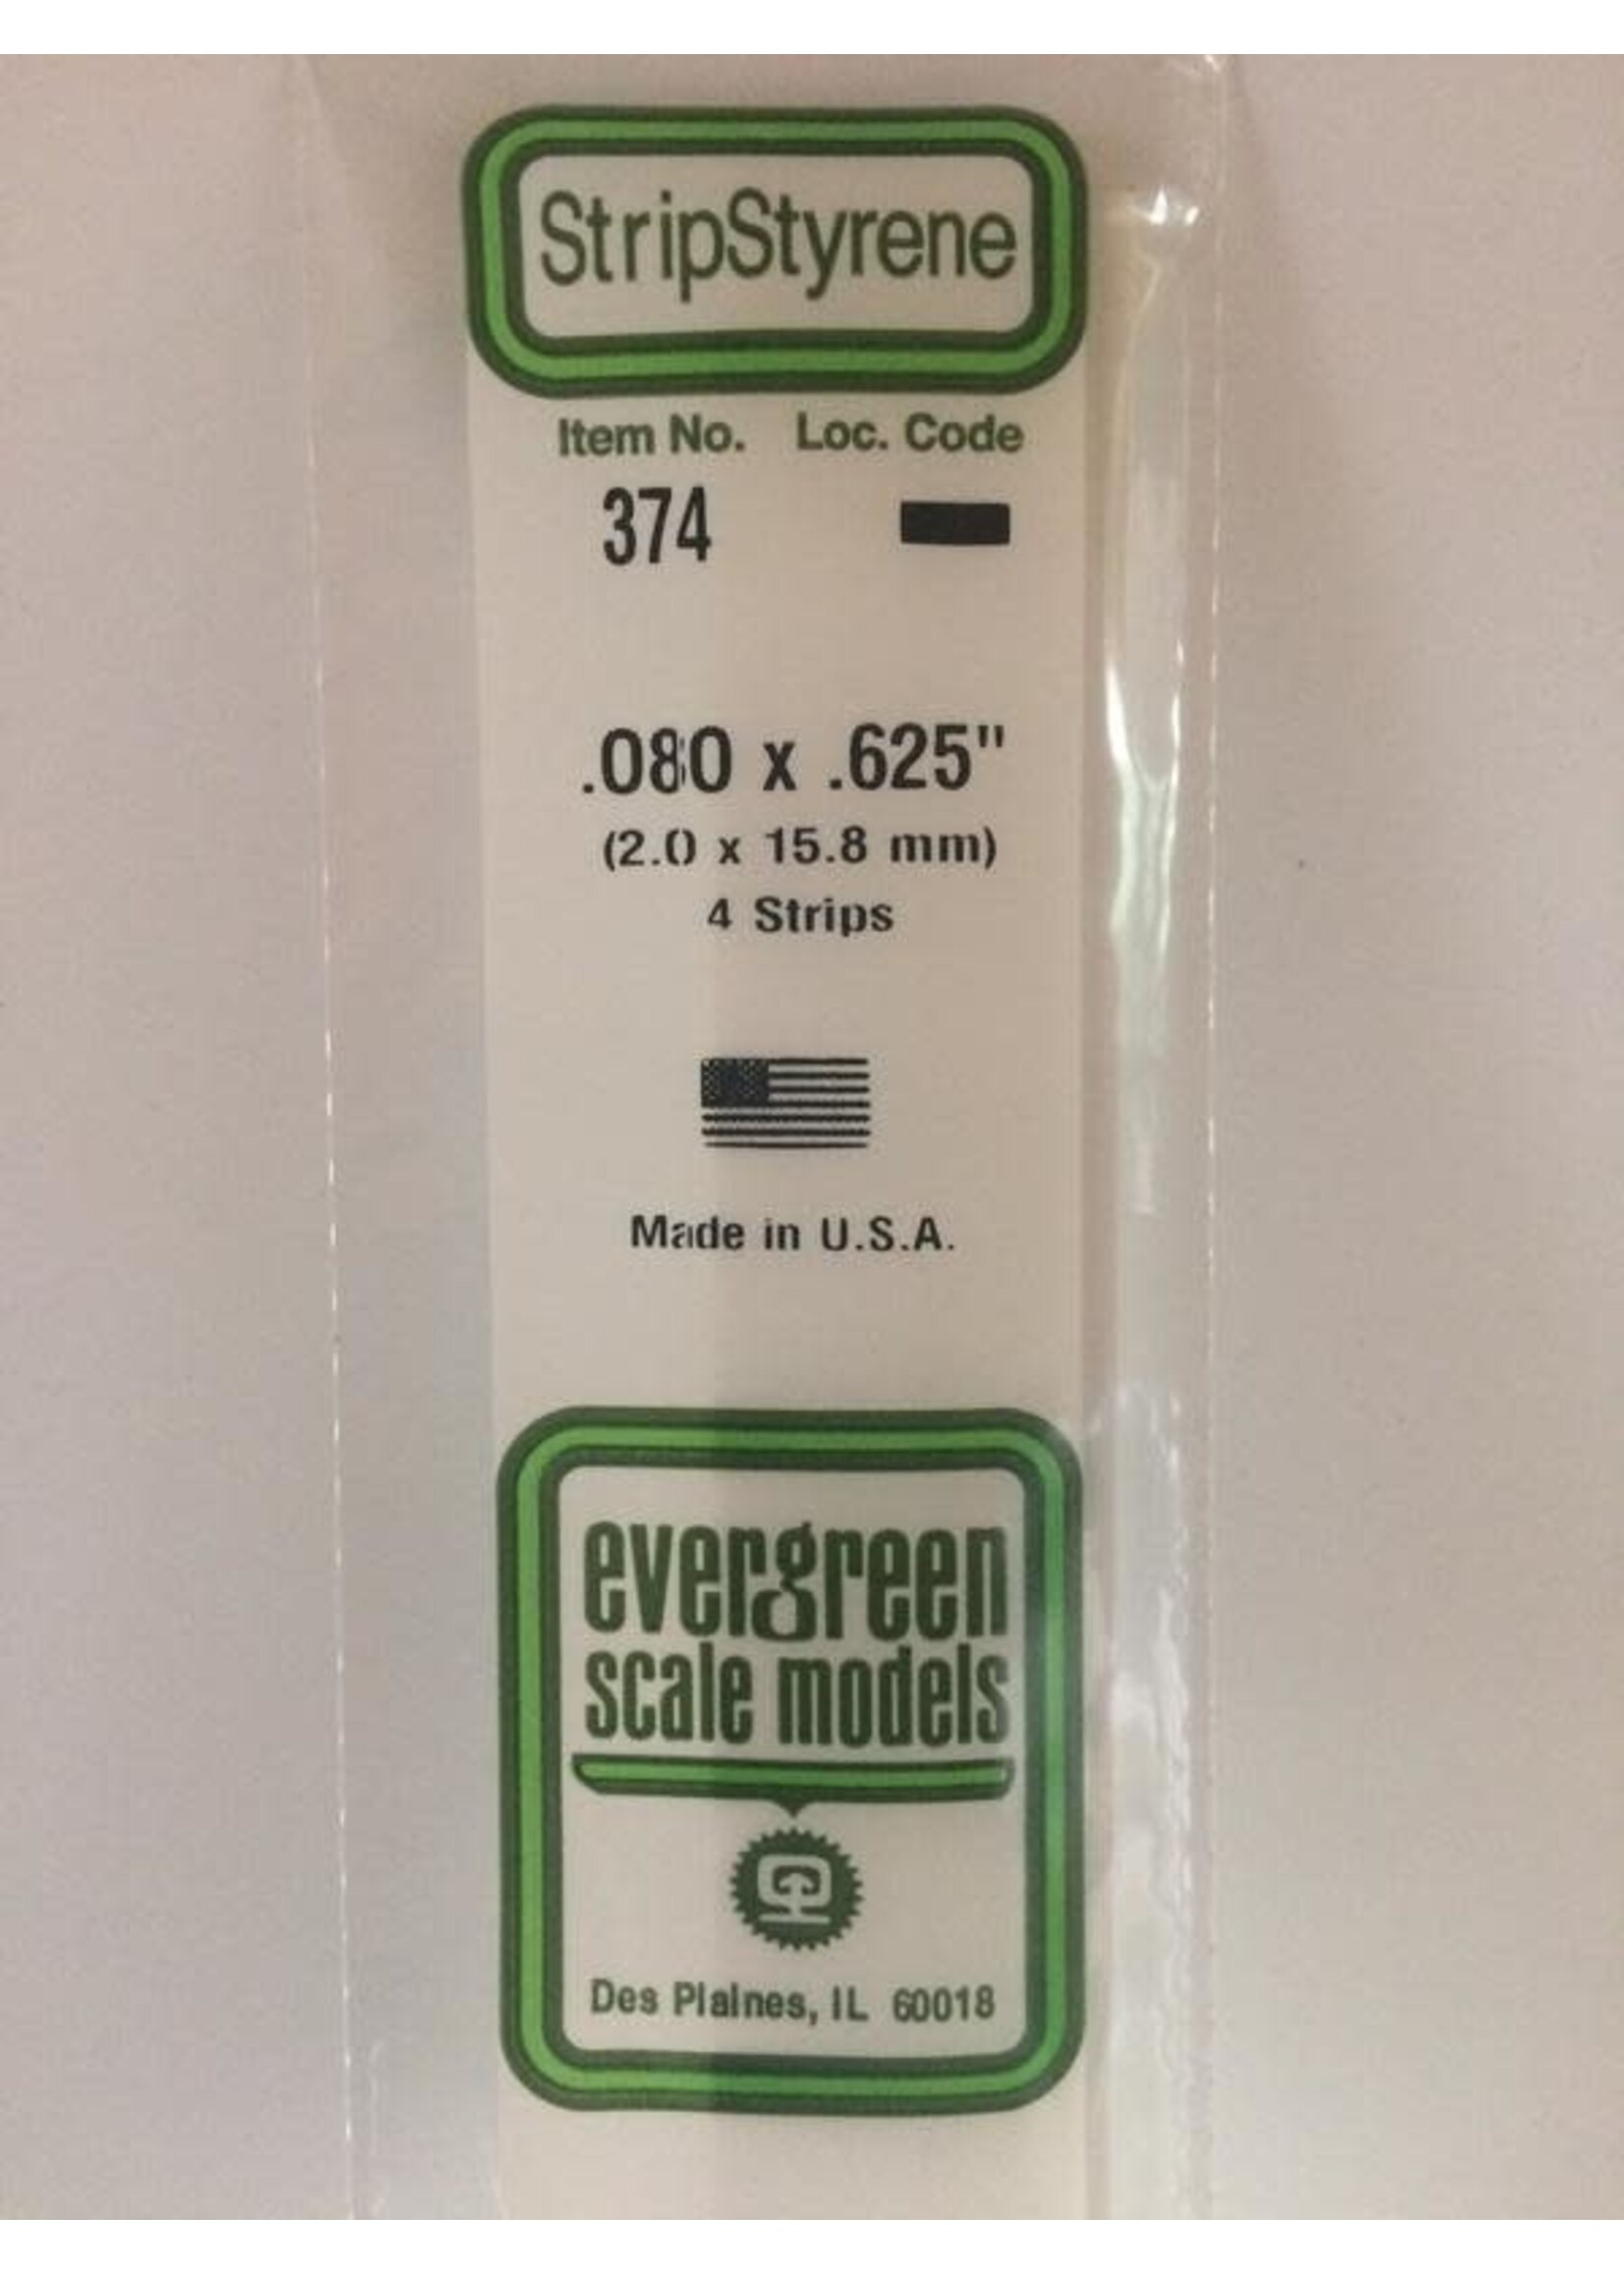 StripStyrene
Item No. Loc. Code
374
.080 x .625"
(2.0 x 15.8 mm)
4 Strips
Made in U.S.A.
evergreen
scale models
Des Plaines, IL 60018